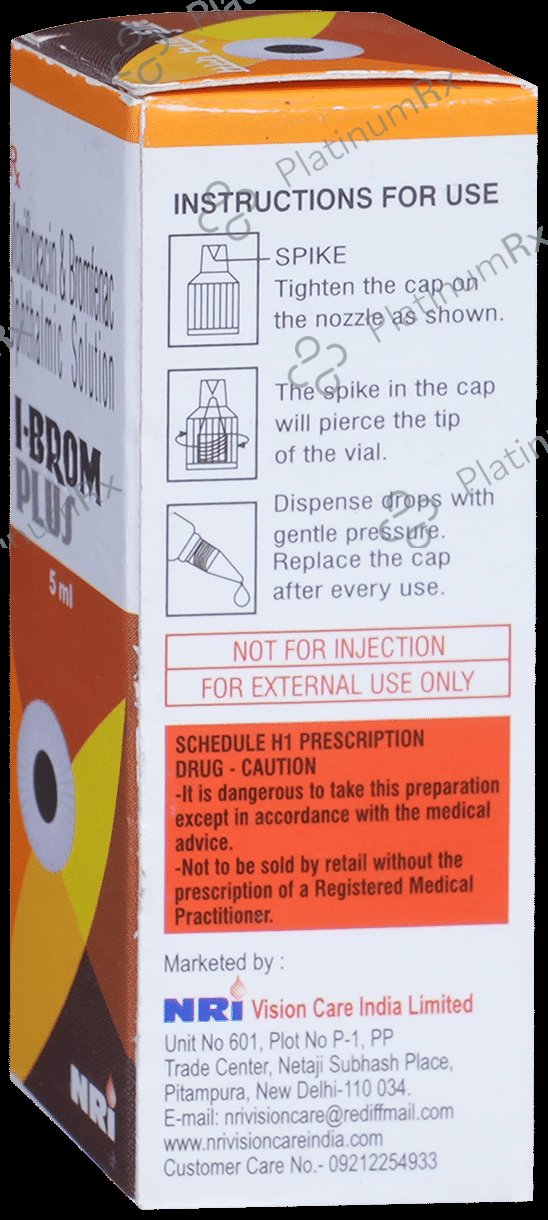 Rx
Moxifloxacin & Bromfenac
Ophthalmic Solution
I-BROM
PLUS
5 ml
NRi
INSTRUCTIONS FOR USE
SPIKE
Tighten the cap on
the nozzle as shown.
The spike in the cap
will pierce the tip
of the vial.
Dispense drops with
gentle pressure.
Replace the cap
after every use.
NOT FOR INJECTION
FOR EXTERNAL USE ONLY
SCHEDULE H1 PRESCRIPTION
DRUG - CAUTION
-It is dangerous to take this preparation
except in accordance with the medical
advice.
-Not to be sold by retail without the
prescription of a Registered Medical
Practitioner.
Marketed by :
NRi Vision Care India Limited
Unit No 601, Plot No P-1, PP
Trade Center, Netaji Subhash Place,
Pitampura, New Delhi-110 034.
E-mail: nrivisioncare@rediffmail.com
www.nrivisioncareindia.com
Customer Care No.- 09212254933
PlatinumRx
PlatinumRx
PlatinumRx